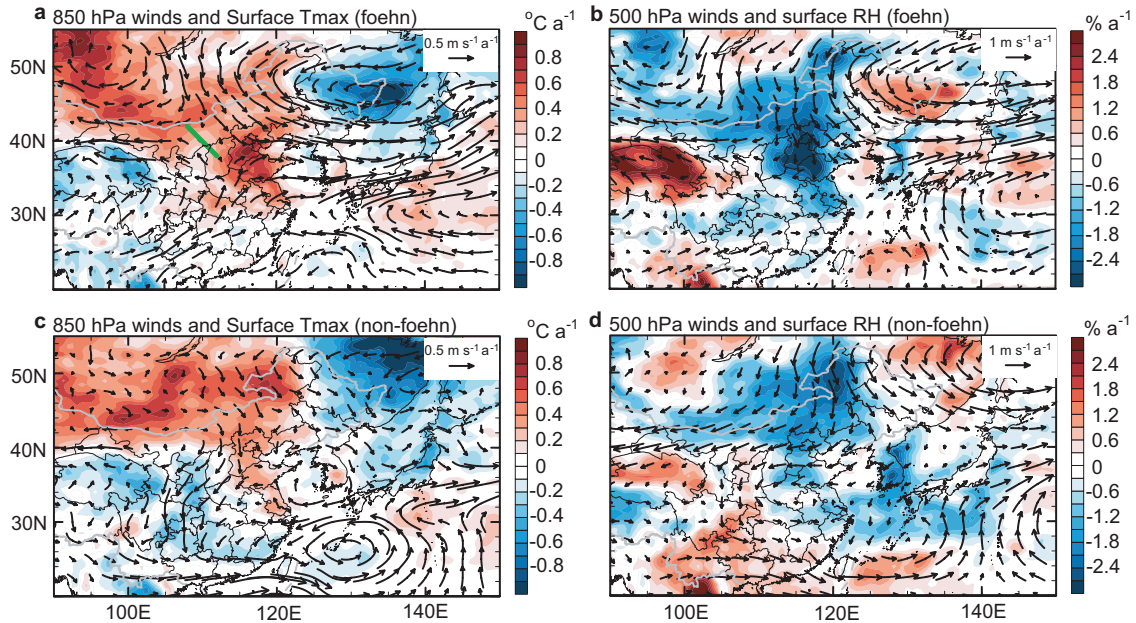 a 850 hPa winds and Surface Tmax (foehn) °C a⁻¹
0.5 m s⁻¹a⁻¹
50N
40N
30N
0.8
0.6
0.4
0.2
0
-0.2
-0.4
-0.6
-0.8
b 500 hPa winds and surface RH (foehn) % a⁻¹
1 m s⁻¹a⁻¹
2.4
1.8
1.2
0.6
0
-0.6
-1.2
-1.8
-2.4
c 850 hPa winds and Surface Tmax (non-foehn) °C a⁻¹
0.5 m s⁻¹a⁻¹
50N
40N
30N
100E 120E 140E
0.8
0.6
0.4
0.2
0
-0.2
-0.4
-0.6
-0.8
d 500 hPa winds and surface RH (non-foehn) % a⁻¹
1 m s⁻¹a⁻¹
100E 120E 140E
2.4
1.8
1.2
0.6
0
-0.6
-1.2
-1.8
-2.4